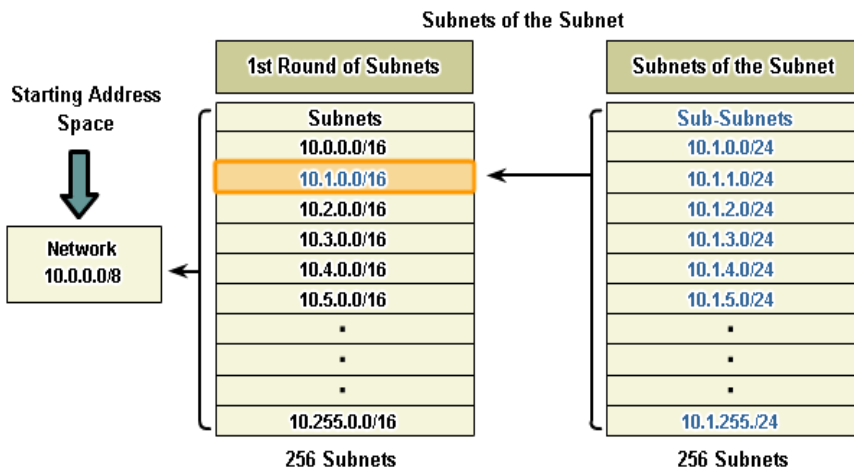 Subnets of the Subnet
1st Round of Subnets
Subnets of the Subnet
Starting Address
Space
Network
10.0.0.0/8
Subnets
10.0.0.0/16
10.1.0.0/16
10.2.0.0/16
10.3.0.0/16
10.4.0.0/16
10.5.0.0/16
.
.
.
10.255.0.0/16
256 Subnets
Sub-Subnets
10.1.0.0/24
10.1.1.0/24
10.1.2.0/24
10.1.3.0/24
10.1.4.0/24
10.1.5.0/24
.
.
.
10.1.255./24
256 Subnets